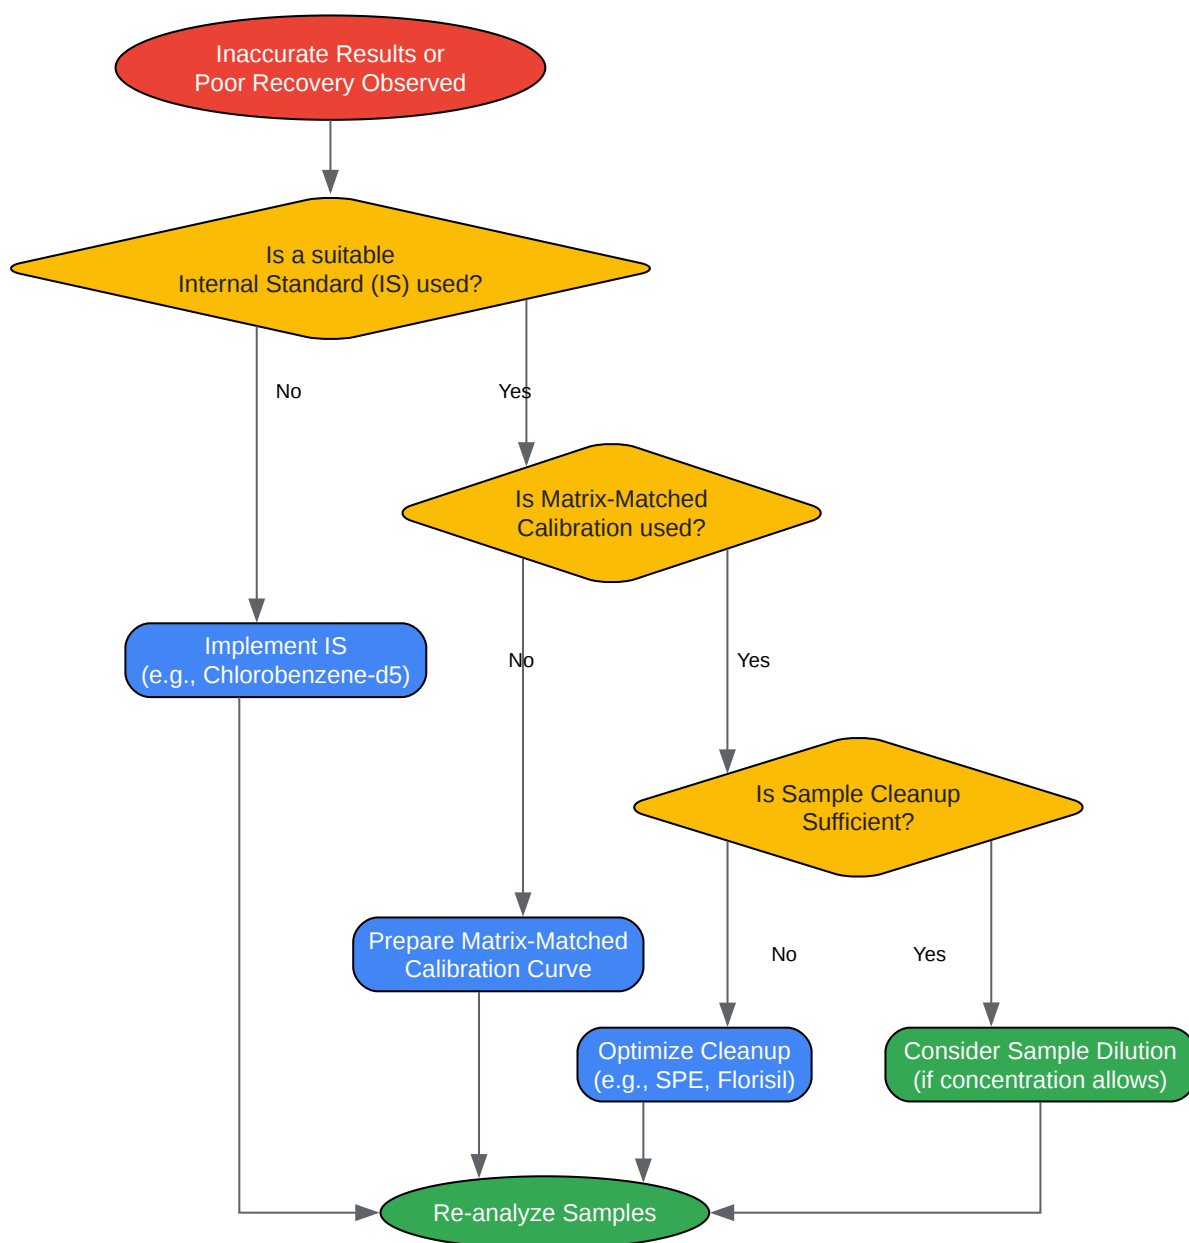 Inaccurate Results or
Poor Recovery Observed
Is a suitable
Internal Standard (IS) used?
No
Yes
Is Matrix-Matched
Calibration used?
Implement IS
(e.g., Chlorobenzene-d5)
No
Yes
Is Sample Cleanup
Sufficient?
Prepare Matrix-Matched
Calibration Curve
No
Yes
Optimize Cleanup
(e.g., SPE, Florisil)
Consider Sample Dilution
(if concentration allows)
Re-analyze Samples